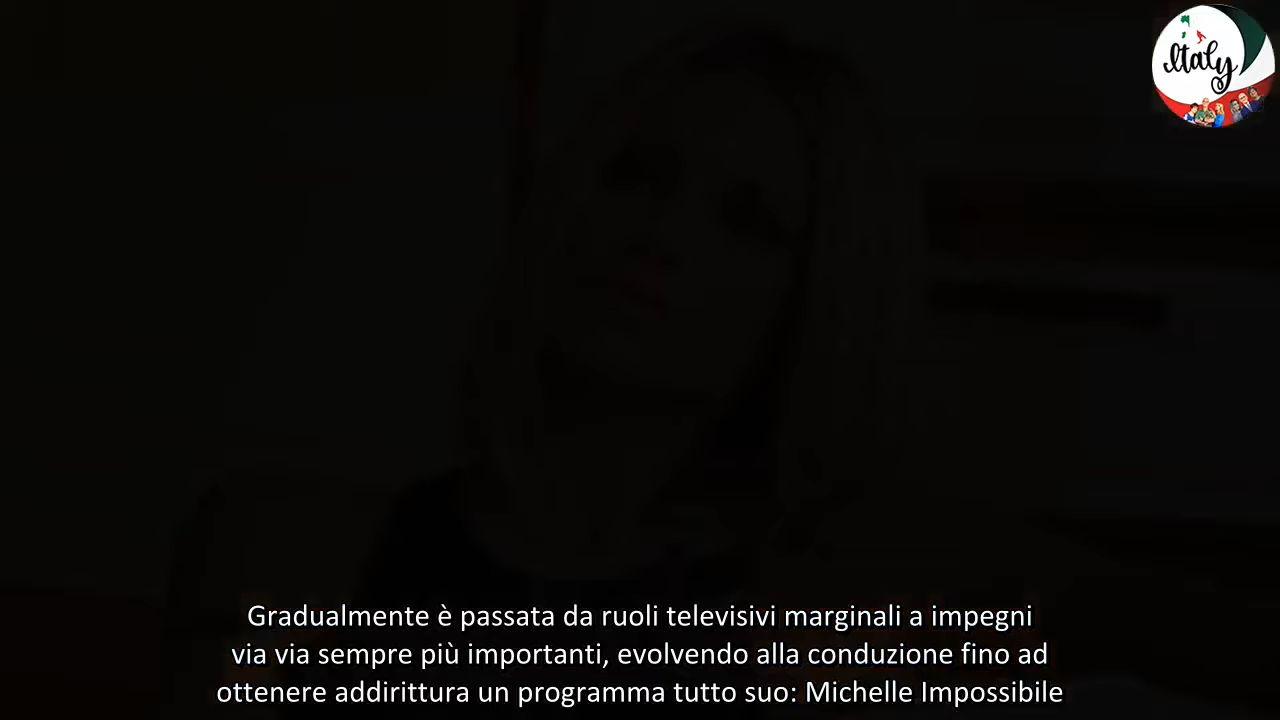 Italy
Gradualmente è passata da ruoli televisivi marginali a impegni
via via sempre più importanti, evolvendo alla conduzione fino ad
ottenere addirittura un programma tutto suo: Michelle Impossibile